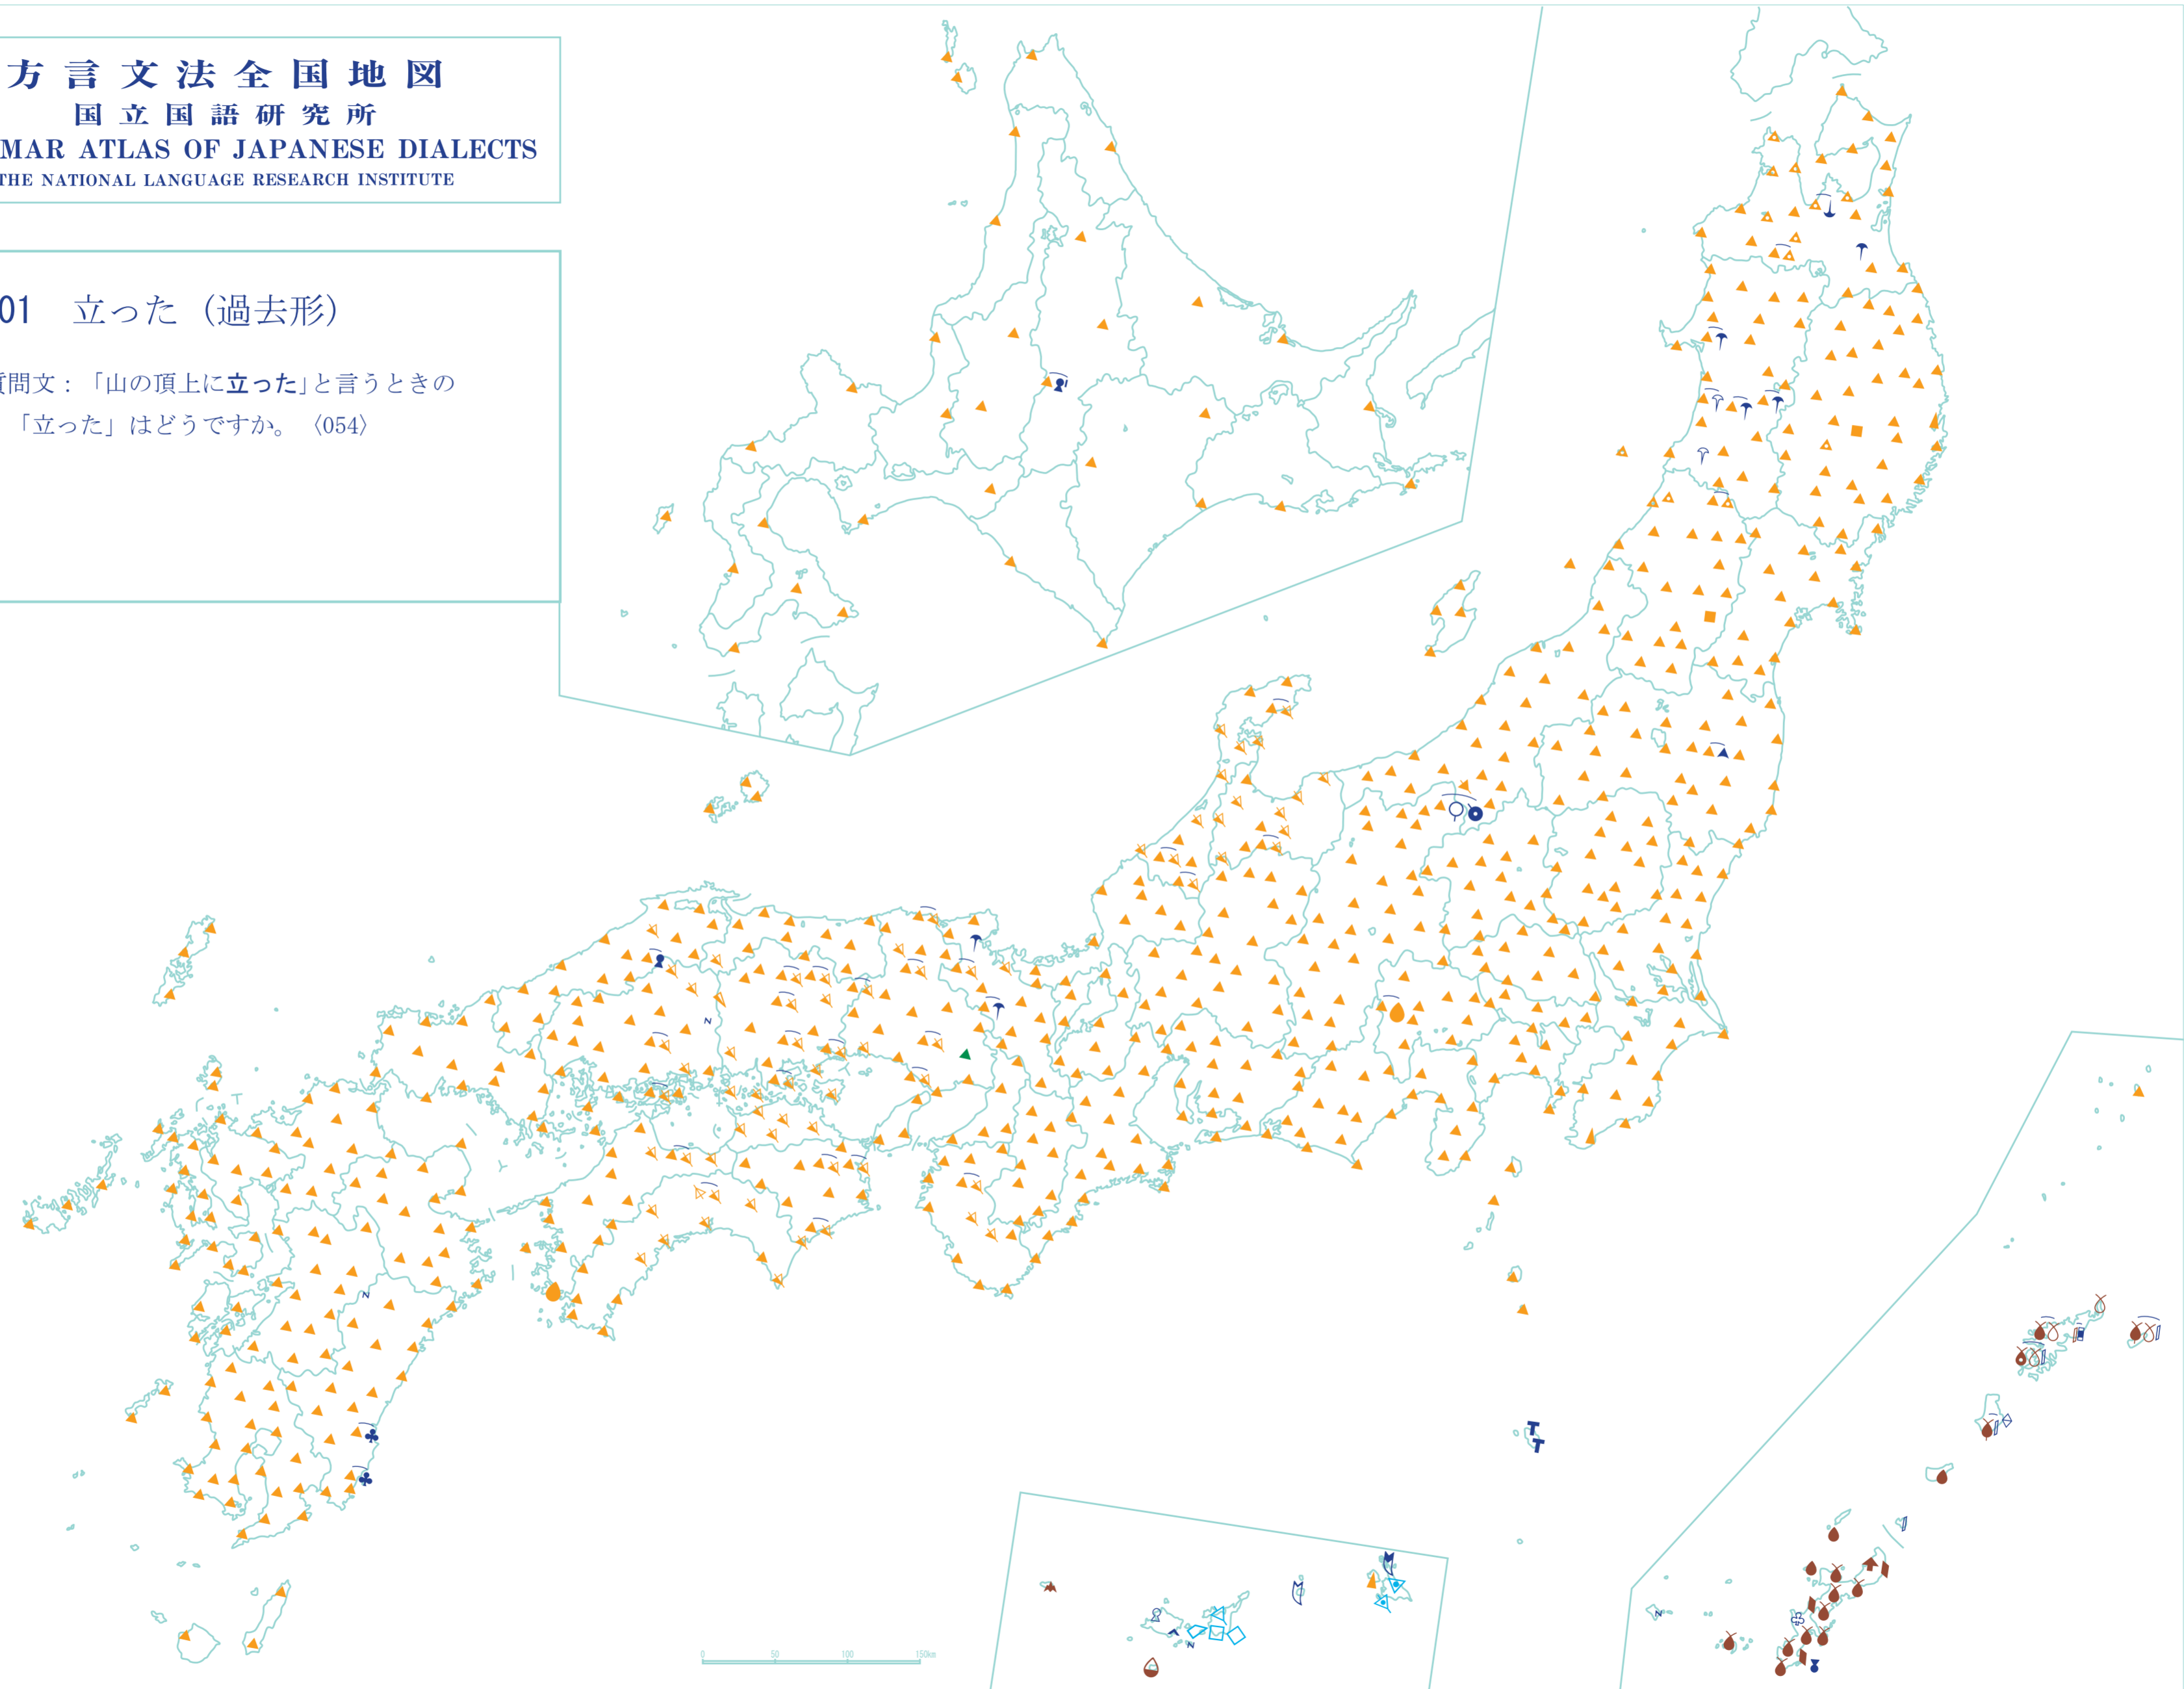 方言文法全国地図
国立国語研究所
MAR ATLAS OF JAPANESE DIALECTS
THE NATIONAL LANGUAGE RESEARCH INSTITUTE
01 立った（過去形）
質問文：「山の頂上に立った」と言うときの
「立った」はどうですか。〈054〉
0 50 100 150km
N
N
N
N